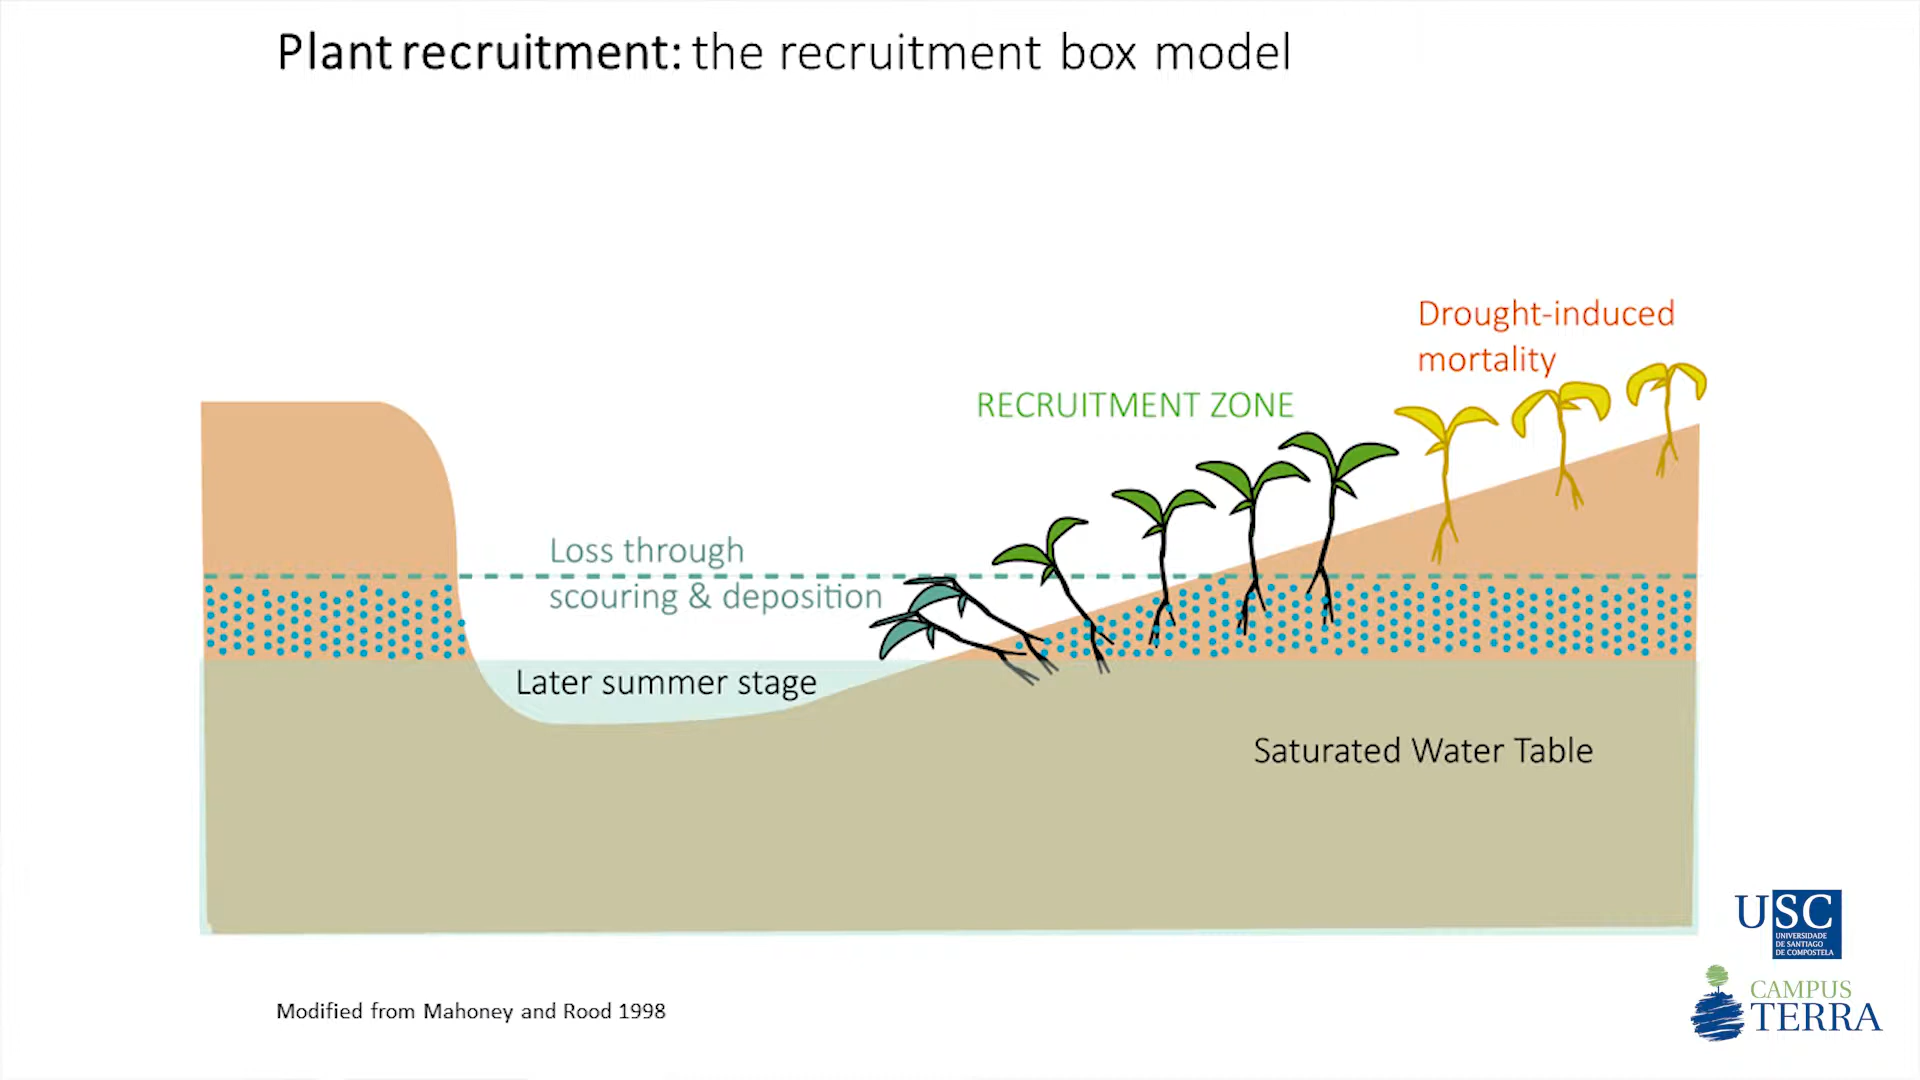 Plant recruitment: the recruitment box model
Drought-induced
mortality
RECRUITMENT ZONE
Loss through
scouring & deposition
Later summer stage
Saturated Water Table
USC
UNIVERSIDADE
DE SANTIAGO
DE COMPOSTELA
CAMPUS
TERRA
Modified from Mahoney and Rood 1998